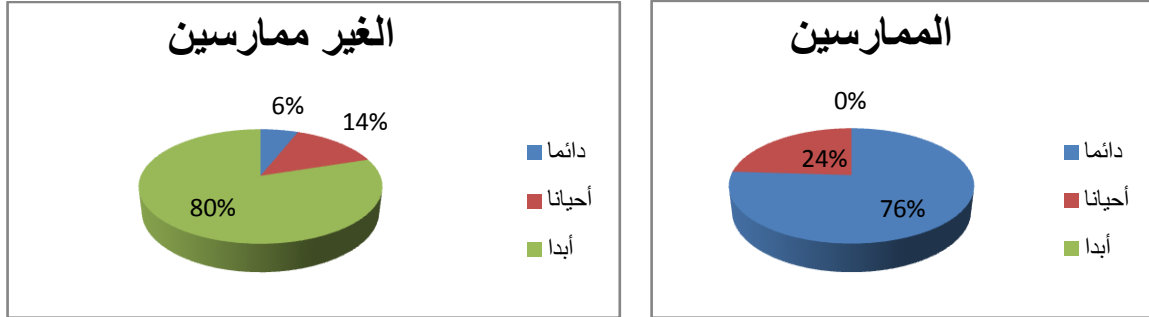 الممارسين
0%
24%
76%
دائما
أحيانا
أبدا
الغير ممارسين
6%
14%
80%
دائما
أحيانا
أبدا